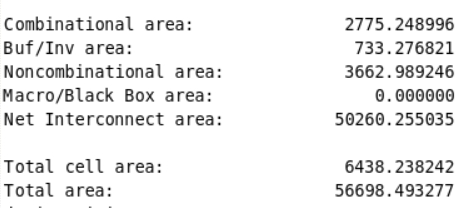 Combinational area: 2775.248996
Buf/Inv area: 733.276821
Noncombinational area: 3662.989246
Macro/Black Box area: 0.000000
Net Interconnect area: 50260.255035
Total cell area: 6438.238242
Total area: 56698.493277